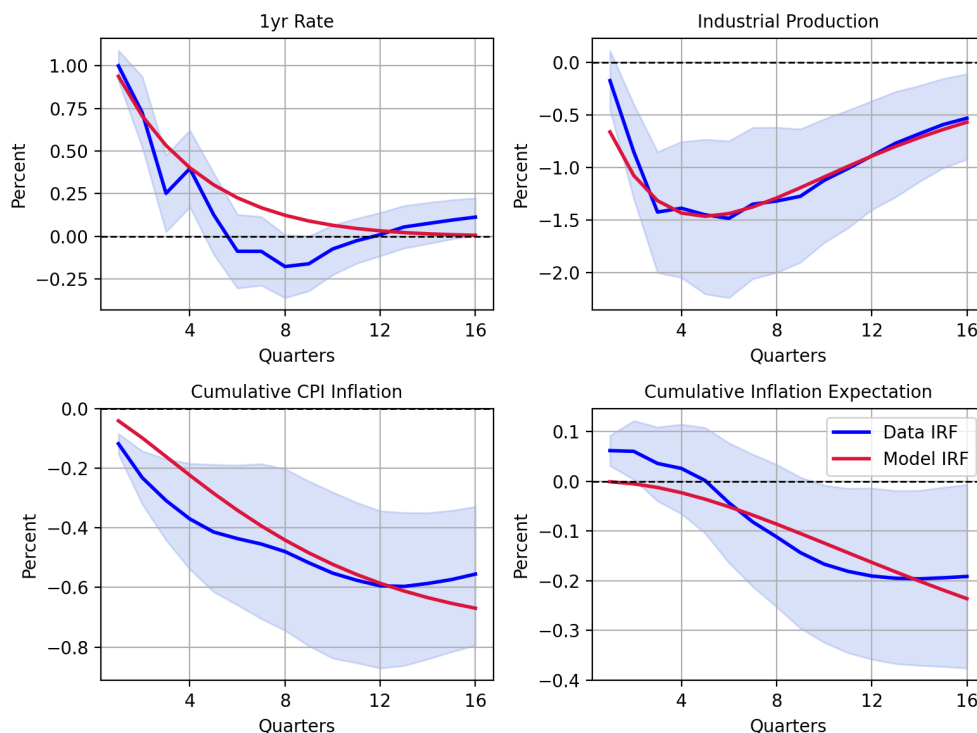 1yr Rate
Percent
1.00
0.75
0.50
0.25
0.00
−0.25
4
8
12
16
Quarters
Industrial Production
Percent
0.0
−0.5
−1.0
−1.5
−2.0
4
8
12
16
Quarters
Cumulative CPI Inflation
Percent
0.0
−0.2
−0.4
−0.6
−0.8
4
8
12
16
Quarters
Cumulative Inflation Expectation
Percent
0.1
0.0
−0.1
−0.2
−0.3
−0.4
4
8
12
16
Quarters
Data IRF
Model IRF